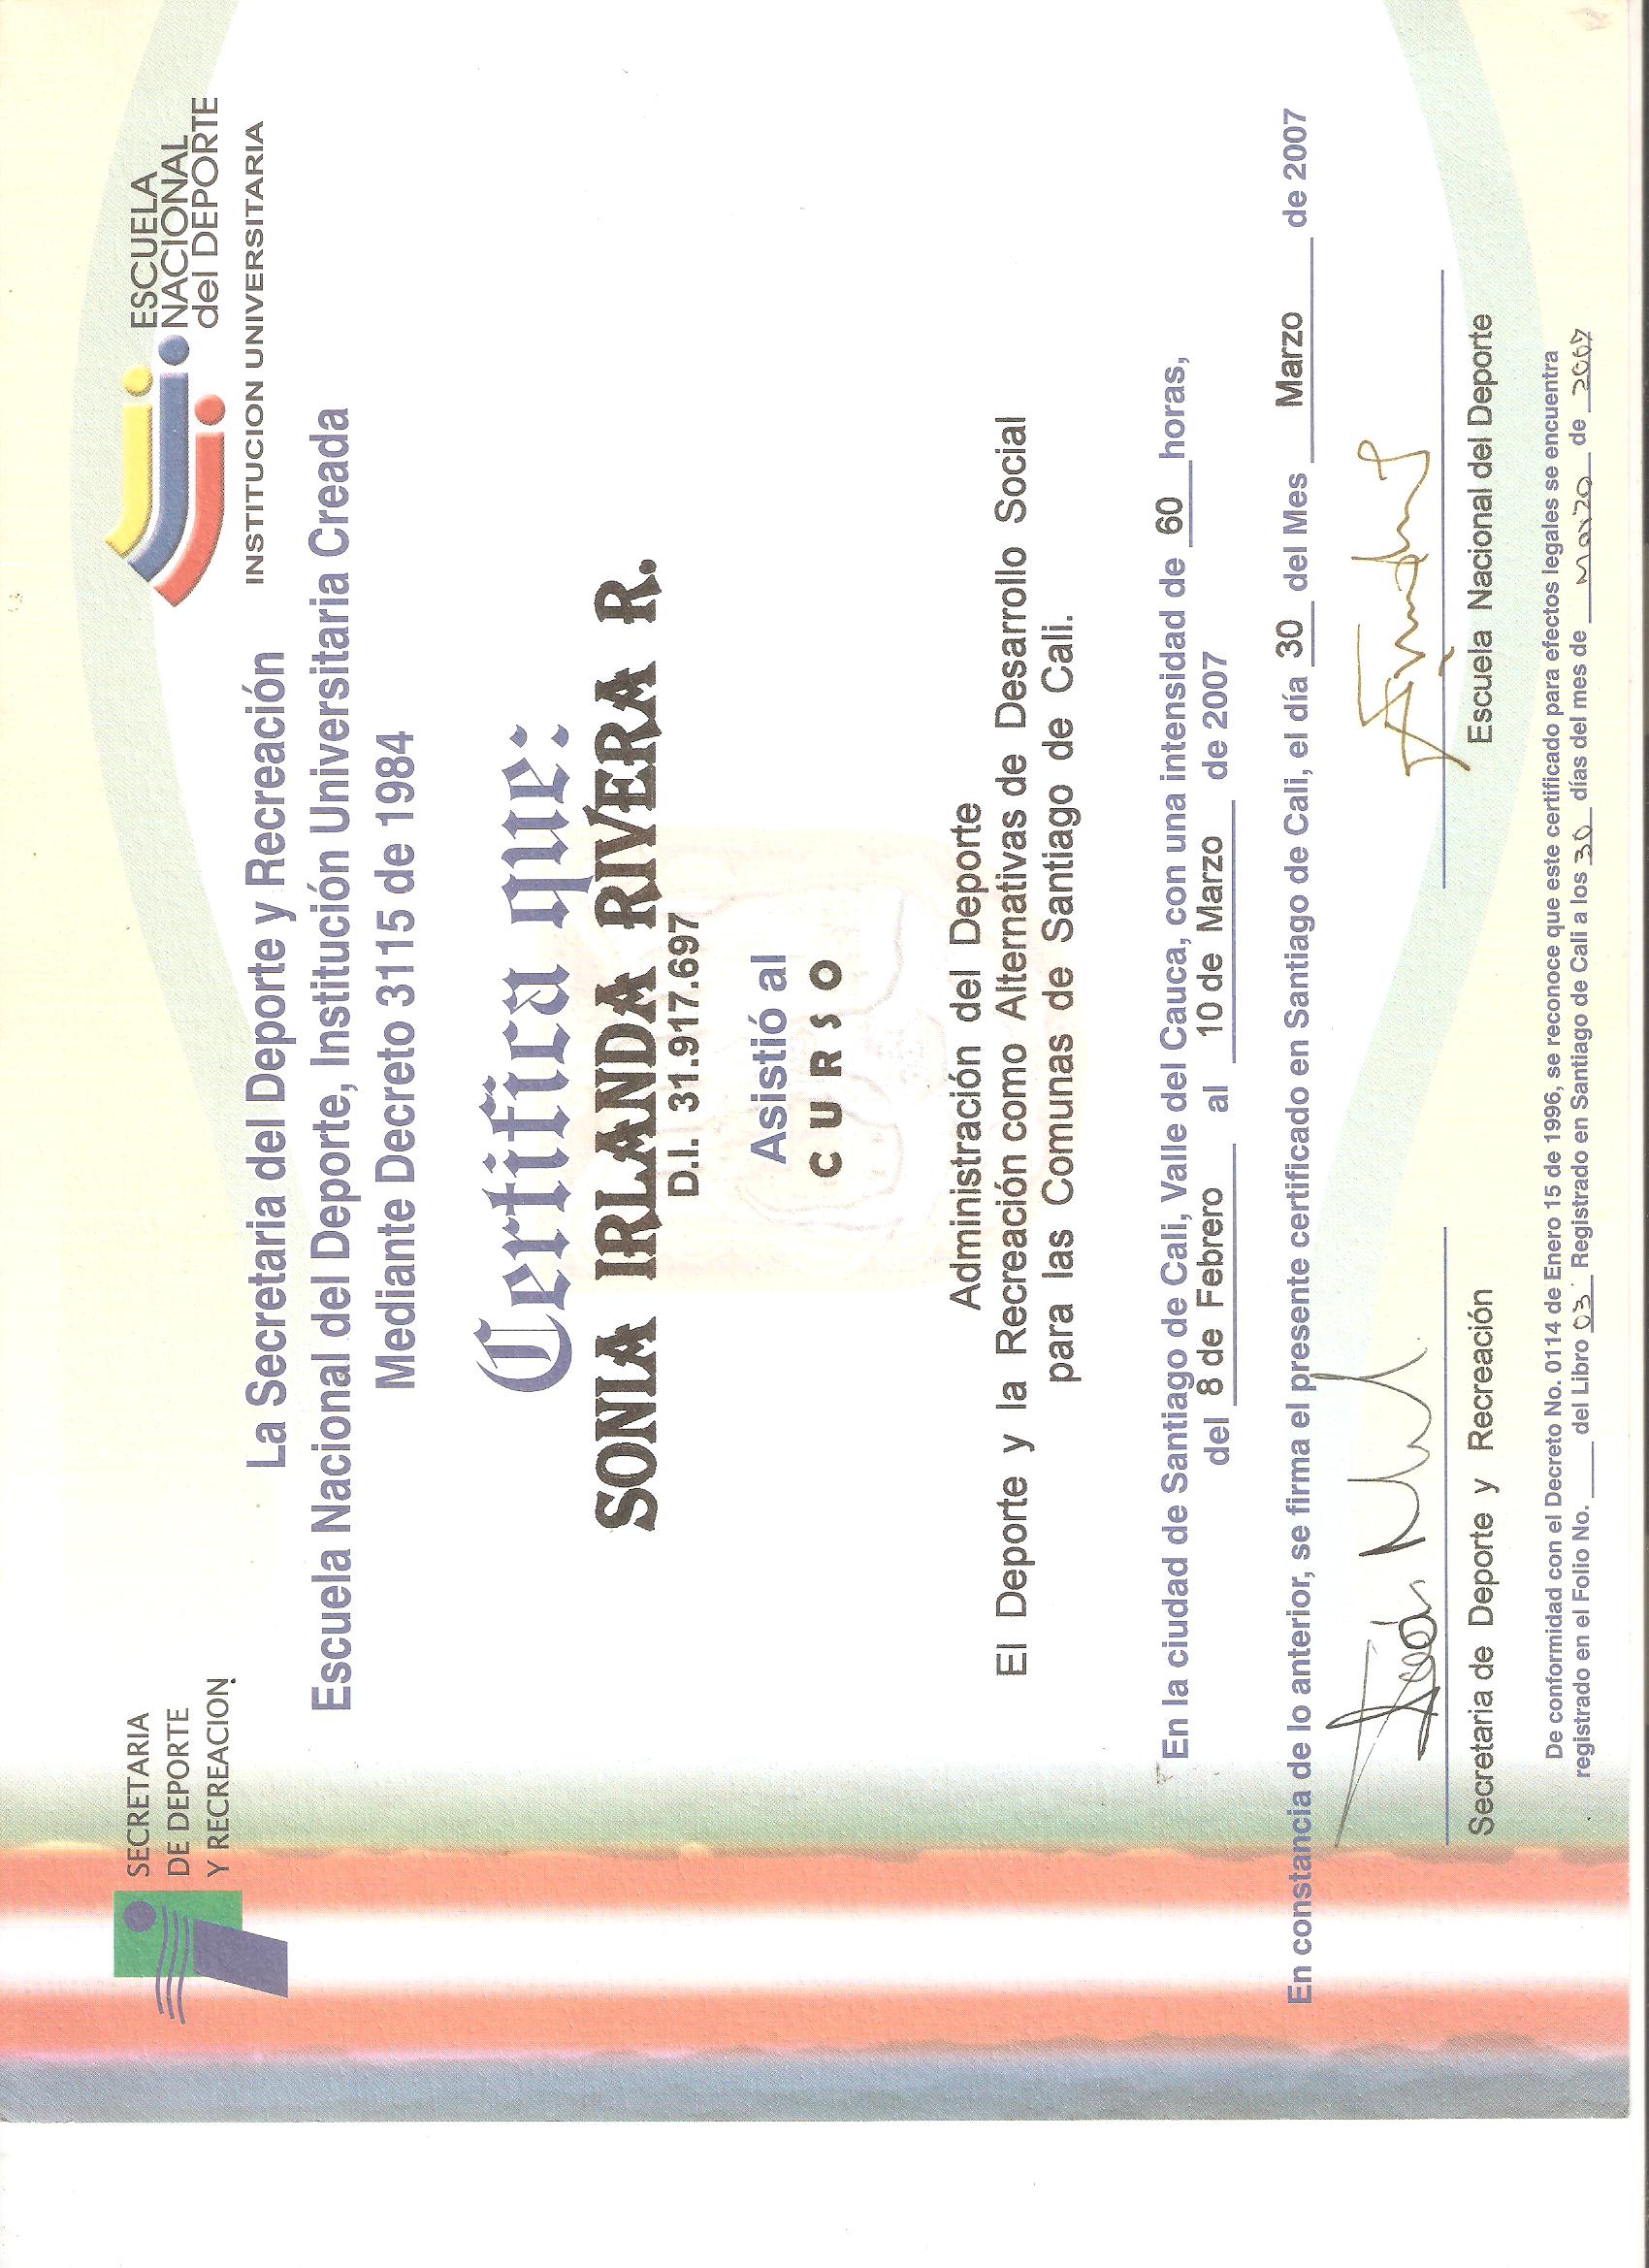 SECRETARIA
DE DEPORTE
Y RECREACION
ESCUELA
NACIONAL
del DEPORTE
INSTITUCION UNIVERSITARIA
La Secretaria del Deporte y Recreación
Escuela Nacional del Deporte, Institución Universitaria Creada
Mediante Decreto 3115 de 1984
Certifica que:
SONIA IRLANDA RIVERA R.
D.I. 31.917.697
Asistió al
CURSO
Administración del Deporte
El Deporte y la Recreación como Alternativas de Desarrollo Social
para las Comunas de Santiago de Cali.
En la ciudad de Santiago de Cali, Valle del Cauca, con una intensidad de 60 horas,
del 8 de Febrero al 10 de Marzo de 2007
En constancia de lo anterior, se firma el presente certificado en Santiago de Cali, el día 30 del Mes Marzo de 2007
Secretaria de Deporte y Recreación
Escuela Nacional del Deporte
De conformidad con el Decreto No. 0114 de Enero 15 de 1996, se reconoce que este certificado para efectos legales se encuentra
registrado en el Folio No. ____ del Libro 03 Registrado en Santiago de Cali a los 30 días del mes de Marzo de 2007